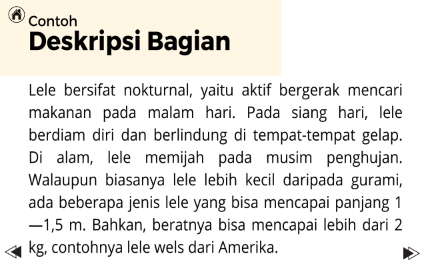 Contoh
Deskripsi Bagian
Lele bersifat nokturnal, yaitu aktif bergerak mencari
makanan pada malam hari. Pada siang hari, lele
berdiam diri dan berlindung di tempat-tempat gelap.
Di alam, lele memijah pada musim penghujan.
Walaupun biasanya lele lebih kecil daripada gurami,
ada beberapa jenis lele yang bisa mencapai panjang 1
—1,5 m. Bahkan, beratnya bisa mencapai lebih dari 2
kg, contohnya lele wels dari Amerika.